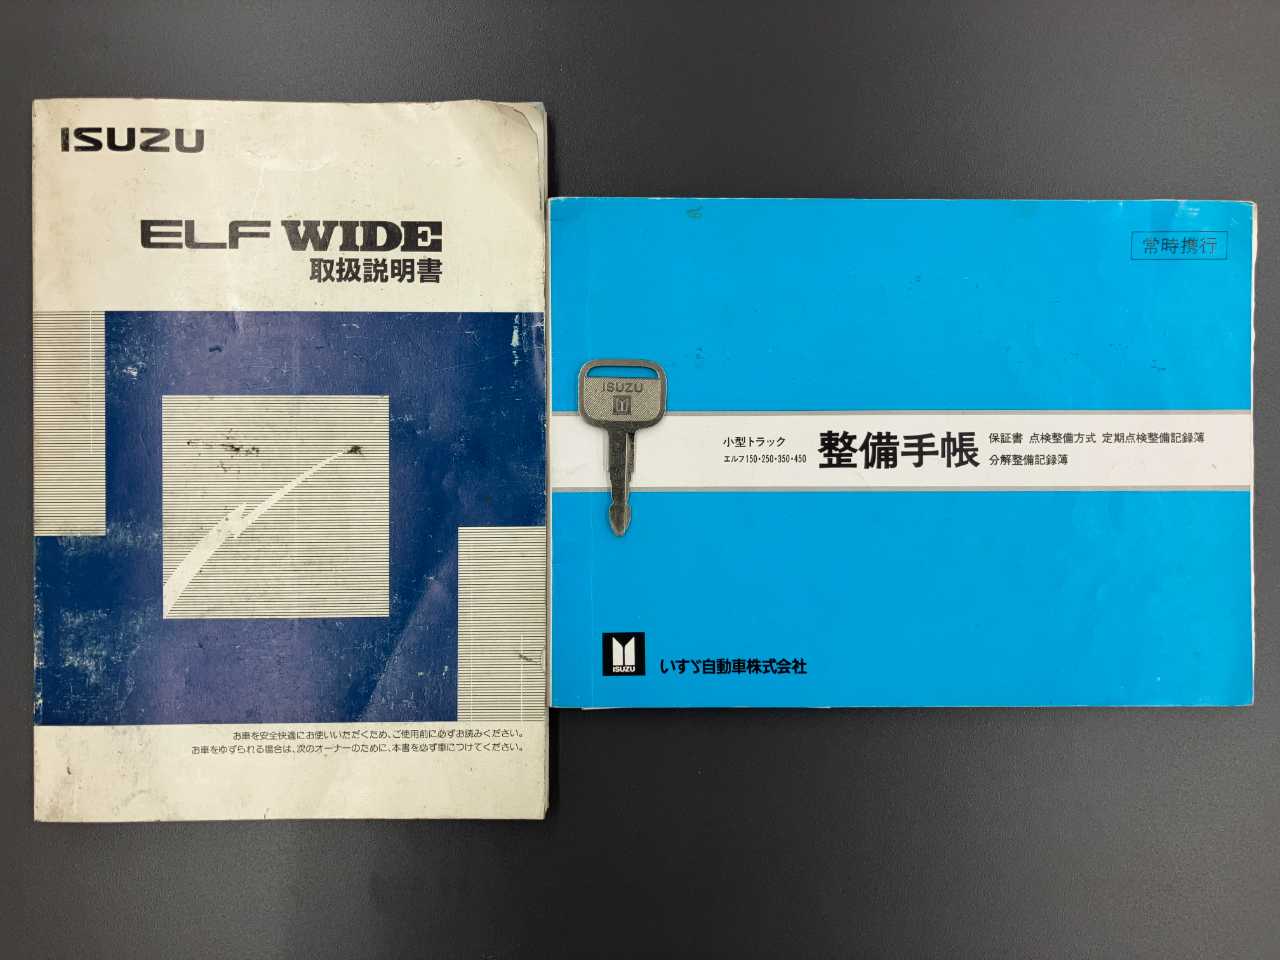 ISUZU
ELF WIDE
取扱説明書
お車を安全快適にお使いいただくため、ご使用前に必ずお読みください。
お車をゆずられる場合は、次のオーナーのために、本書を必ず車につけてください。
常時携行
ISUZU
小型トラック
エルフ150・250・350・450
整備手帳
保証書 点検整備方式 定期点検整備記録簿
分解整備記録簿
ISUZU
いすゞ自動車株式会社